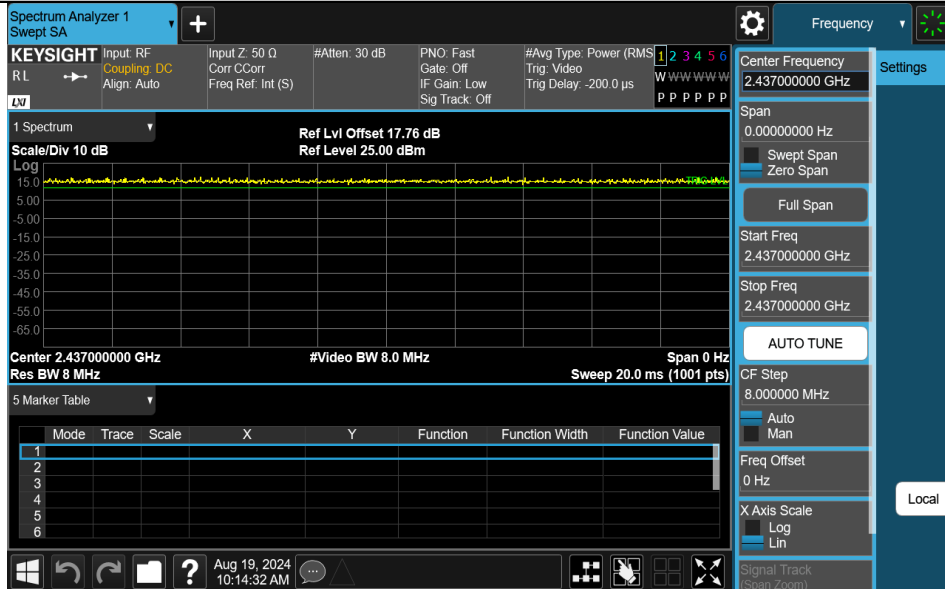 Spectrum Analyzer 1
Swept SA
+
Frequency
KEYSIGHT
RL
LXI
Input: RF
Coupling: DC
Align: Auto
Input Z: 50 Ω
Corr CCorr
Freq Ref: Int (S)
#Atten: 30 dB
PNO: Fast
Gate: Off
IF Gain: Low
Sig Track: Off
#Avg Type: Power (RMS
Trig: Video
Trig Delay: -200.0 µs
1 2 3 4 5 6
W W W W W W
P P P P P P
Center Frequency
2.437000000 GHz
Settings
Span
0.00000000 Hz
Swept Span
Zero Span
Full Span
Start Freq
2.437000000 GHz
Stop Freq
2.437000000 GHz
AUTO TUNE
CF Step
8.000000 MHz
Auto
Man
Freq Offset
0 Hz
X Axis Scale
Log
Lin
Signal Track
(Span Zoom)
Local
1 Spectrum
Scale/Div 10 dB
Ref Lvl Offset 17.76 dB
Ref Level 25.00 dBm
Log
15.0
5.00
-5.00
-15.0
-25.0
-35.0
-45.0
-55.0
-65.0
TRIG LVL
Center 2.437000000 GHz
#Video BW 8.0 MHz
Span 0 Hz
Res BW 8 MHz
Sweep 20.0 ms (1001 pts)
5 Marker Table
Mode Trace Scale X Y Function Function Width Function Value
1
2
3
4
5
6
?
Aug 19, 2024
10:14:32 AM